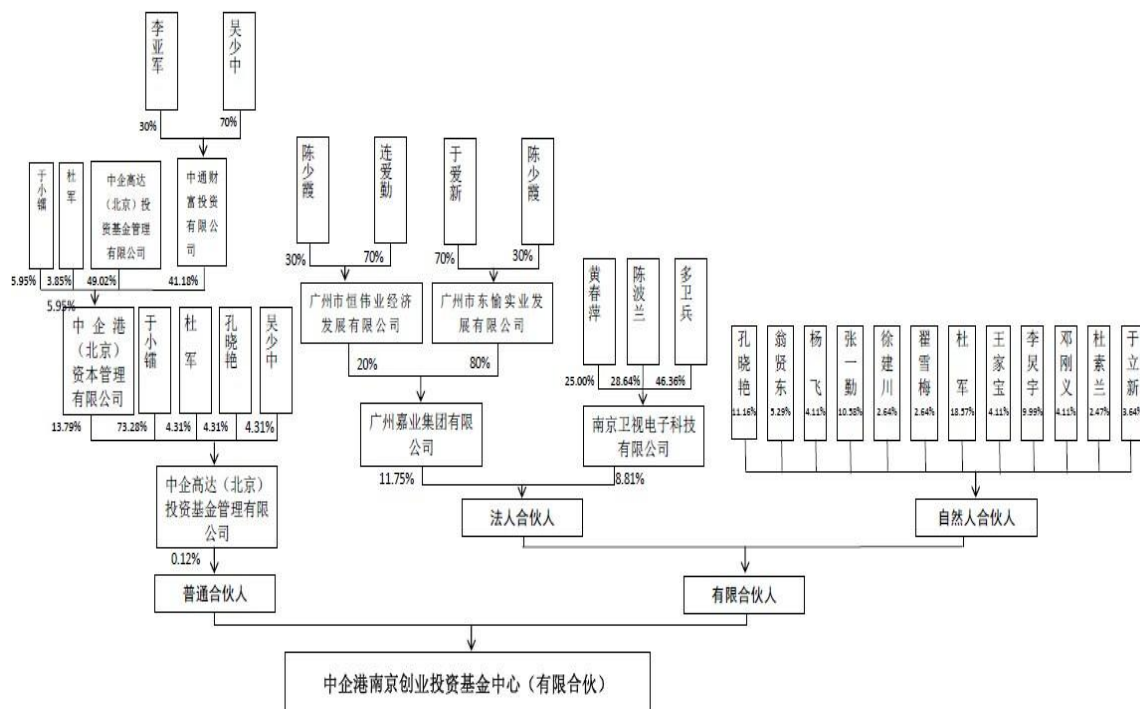 李亚军
吴少中
30%
70%
于小镭
杜军
中企高达
（北京）投
资基金管理
有限公司
中通财
富投资
有限公
司
陈少霞
连爱勤
于爱新
陈少霞
5.95%
3.85%
49.02%
41.18%
30%
70%
70%
30%
黄春萍
陈波兰
多卫兵
5.95%
中企港
（北京）
资本管理
有限公司
于小镭
杜军
孔晓艳
吴少中
广州市恒伟业经济
发展有限公司
广州市东愉实业发
展有限公司
20%
80%
25.00%
28.64%
46.36%
孔晓艳
翁贤东
杨飞
张一勤
徐建川
翟雪梅
杜军
王家宝
李炅宇
邓刚义
杜素兰
于立新
11.16%
5.29%
4.11%
10.58%
2.64%
2.64%
18.57%
4.11%
9.99%
4.11%
2.47%
3.64%
13.79%
73.28%
4.31%
4.31%
4.31%
广州嘉业集团有限
公司
南京卫视电子科技
有限公司
中企高达（北京）
投资基金管理有限
公司
11.75%
8.81%
法人合伙人
自然人合伙人
0.12%
普通合伙人
有限合伙人
中企港南京创业投资基金中心（有限合伙）